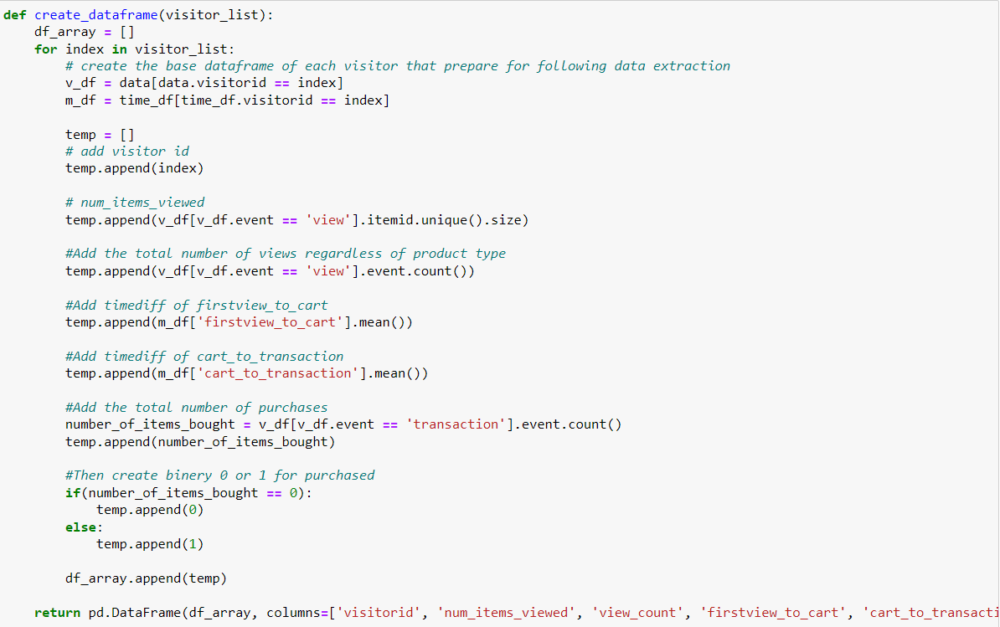 def create_dataframe(visitor_list):
    df_array = []
    for index in visitor_list:
        # create the base dataframe of each visitor that prepare for following data extraction
        v_df = data[data.visitorid == index]
        m_df = time_df[time_df.visitorid == index]

        temp = []
        # add visitor id
        temp.append(index)

        # num_items_viewed
        temp.append(v_df[v_df.event == 'view'].itemid.unique().size)

        #Add the total number of views regardless of product type
        temp.append(v_df[v_df.event == 'view'].event.count())

        #Add timediff of firstview_to_cart
        temp.append(m_df['firstview_to_cart'].mean())

        #Add timediff of cart_to_transaction
        temp.append(m_df['cart_to_transaction'].mean())

        #Add the total number of purchases
        number_of_items_bought = v_df[v_df.event == 'transaction'].event.count()
        temp.append(number_of_items_bought)

        #Then create binery 0 or 1 for purchased
        if(number_of_items_bought == 0):
            temp.append(0)
        else:
            temp.append(1)

        df_array.append(temp)

    return pd.DataFrame(df_array, columns=['visitorid', 'num_items_viewed', 'view_count', 'firstview_to_cart', 'cart_to_transacti